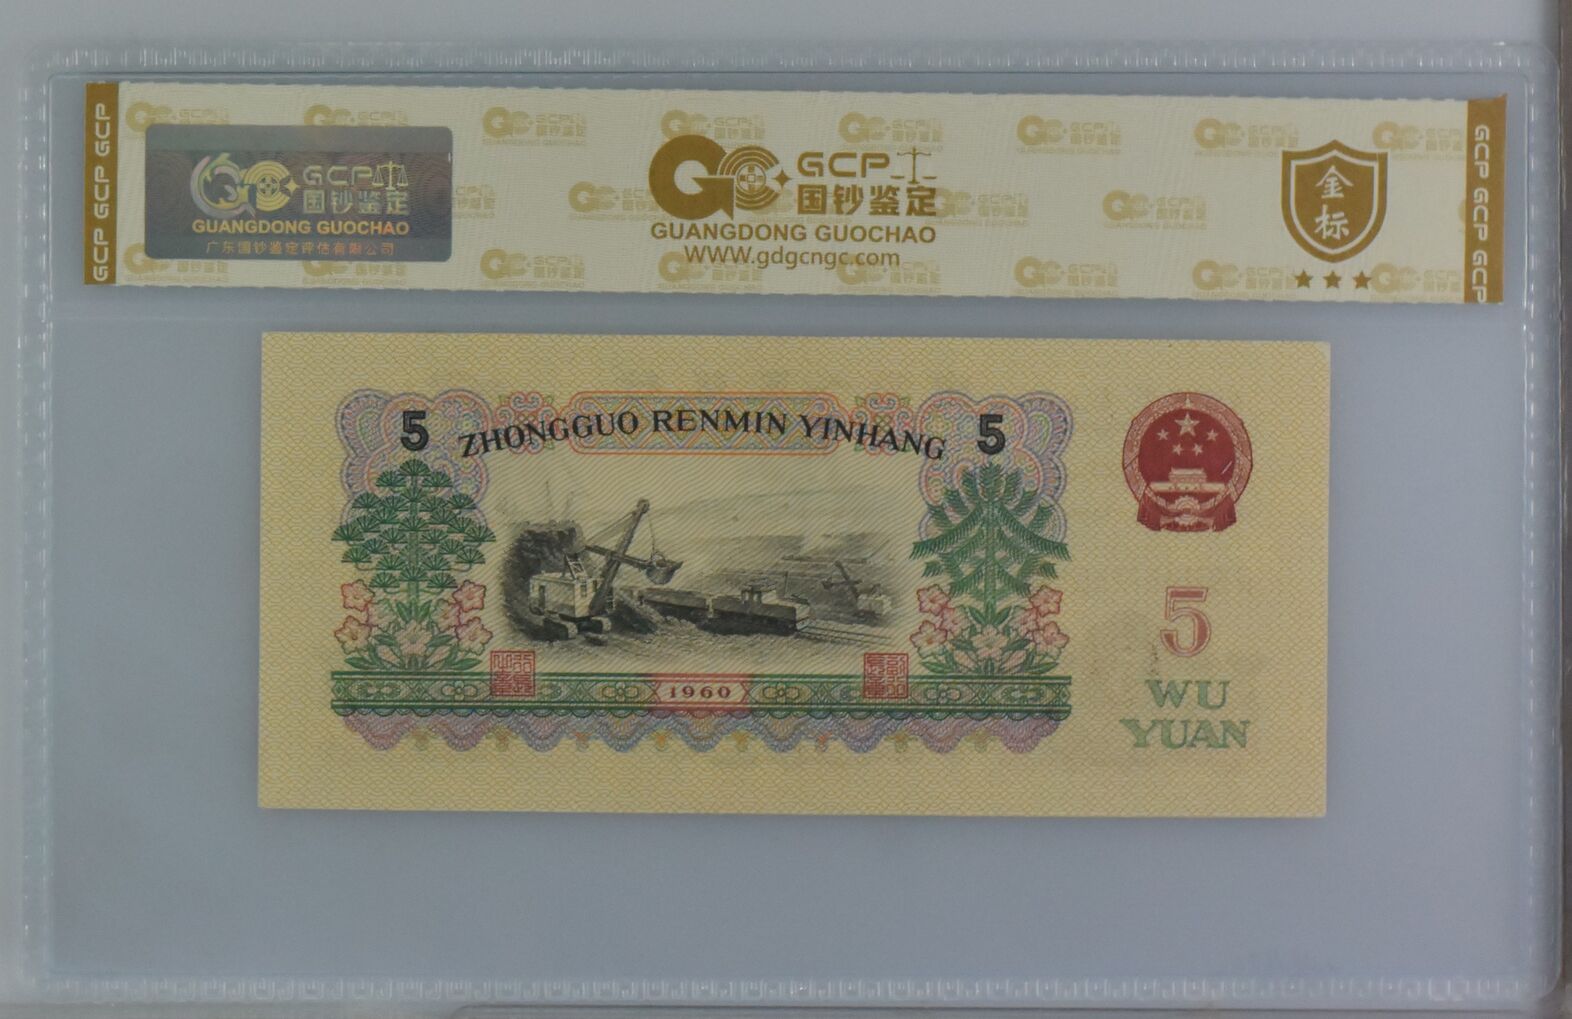 GCP GCP GCP
GCP
国钞鉴定
GUANGDONG GUOCHAO
广东国钞鉴定评估有限公司
GCP
国钞鉴定
GUANGDONG GUOCHAO
WWW.gdgcngc.com
金
标
GCP GCP GCP
5
ZHONGGUO RENMIN YINHANG
5
1960
5
WU
YUAN